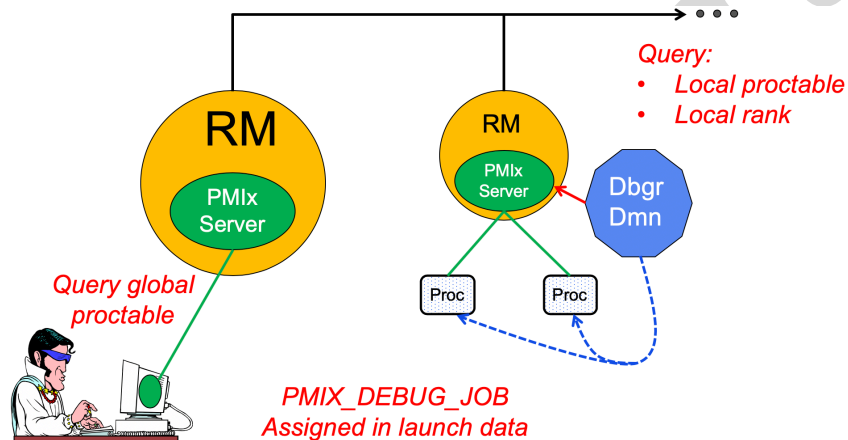 Query:
• Local proctable
• Local rank
RM
PMIx
Server
RM
PMIx
Server
Dbgr
Dmn
Query global
proctable
Proc
Proc
PMIX_DEBUG_JOB
Assigned in launch data